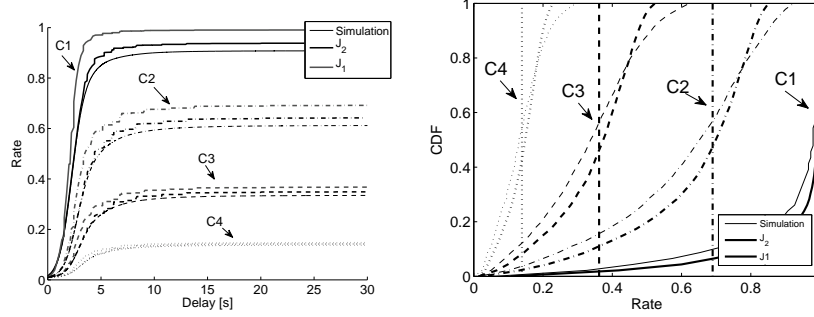 1
0.8
0.6
0.4
0.2
0
Rate
0 5 10 15 20 25 30
Delay [s]
C1
C2
C3
C4
Simulation
J2
J1
1
0.8
0.6
0.4
0.2
0
CDF
0 0.2 0.4 0.6 0.8
Rate
C4
C3
C2
C1
Simulation
J2
J1